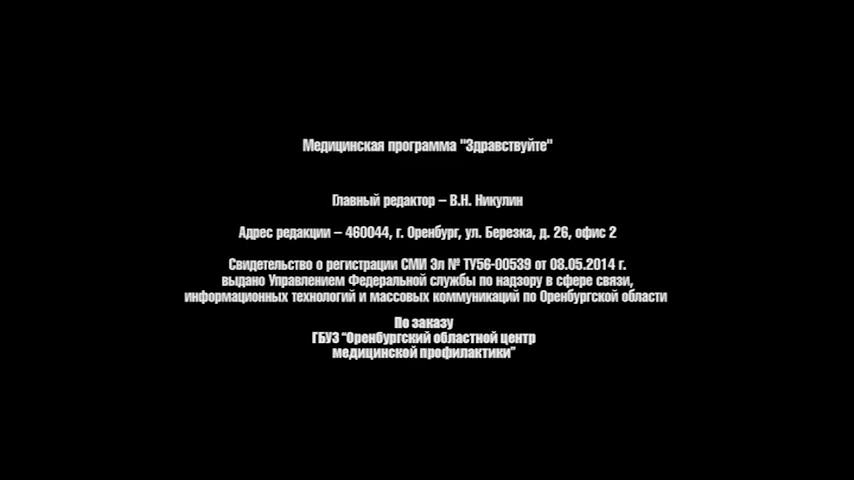 Медицинская программа "Здравствуйте"
Главный редактор – В.Н. Никулин
Адрес редакции – 460044, г. Оренбург, ул. Березка, д. 26, офис 2
Свидетельство о регистрации СМИ Эл № ТУ56-00539 от 08.05.2014 г.
выдано Управлением Федеральной службы по надзору в сфере связи,
информационных технологий и массовых коммуникаций по Оренбургской области
По заказу
ГБУЗ "Оренбургский областной центр
медицинской профилактики"